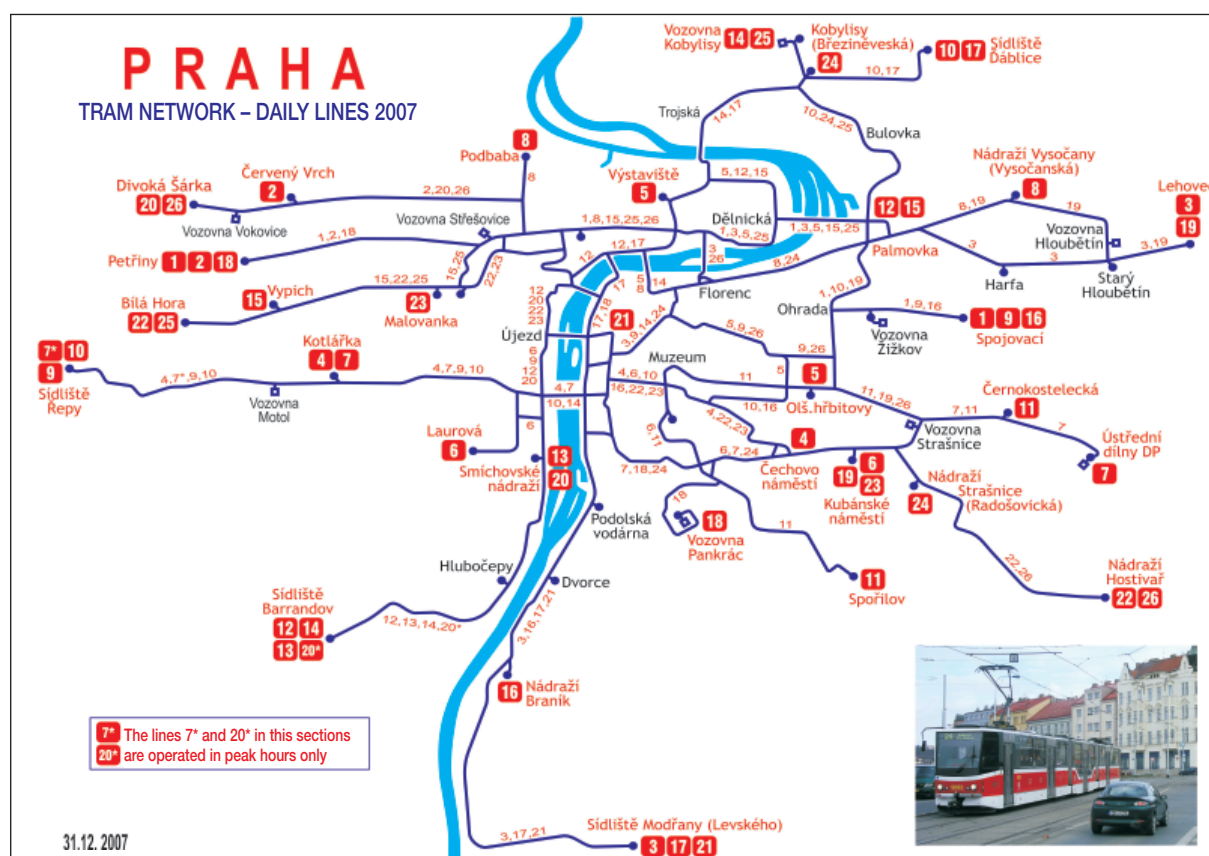 PRAHA
TRAM NETWORK – DAILY LINES 2007
Vozovna
Kobylisy
14 25
Kobylisy
(Březiněveská)
24
10 17
Sídliště
Ďáblice
10,17
Trojská
14,17
10,24,25
Bulovka
8
Podbaba
8
Červený Vrch
2
Divoká Šárka
20 26
Vozovna Vokovice
2,20,26
Vozovna Střešovice
Výstaviště
5
5,12,15
Dělnická
12 15
Nádraží Vysočany
(Vysočanská)
8
Lehovec
3
19
8,19
19
Vozovna
Hloubětín
3,19
Starý
Hloubětín
3
3
Harfa
Palmovka
1,3,5,15,25
1,8,15,25,26
1,3,5,25
1,2,18
Petřiny
1 2 18
12,17
12
3
26
8,24
15,25
22,23
15,22,25
Vypich
15
Bílá Hora
22 25
23
Malovanka
17
5
8
14
Florenc
12
20
22
23
17,18
21
3,9,14,24
1,10,19
Ohrada
1,9,16
Vozovna
Žižkov
1 9 16
Spojovací
Újezd
5,9,26
9,26
5
Muzeum
6
9
12
20
Kotlářka
4 7
7* 10
9
Sídliště
Řepy
4,7*,9,10
Vozovna
Motol
4,7,9,10
4,7
10,14
4,6,10
16,22,23
11
5
Olš.hřbitovy
10,16
11,19,26
Černokostelecká
11
7,11
7
Ústřední
dílny DP
7
Vozovna
Strašnice
4,22,23
6,11
4
Čechovo
náměstí
6,7,24
7,18,24
6
Laurová
6
13
Smíchovské
nádraží
20
19
6
23
Kubánské
náměstí
24
Nádraží
Strašnice
(Radošovická)
18
18
Vozovna
Pankrác
11
11
Spořilov
22,26
Nádraží
Hostivař
22 26
Podolská
vodárna
Hlubočepy
Dvorce
Sídliště
Barrandov
12 14
13 20*
12,13,14,20*
3,16,17,21
16
Nádraží
Braník
7* The lines 7* and 20* in this sections
20* are operated in peak hours only
3,17,21
Sídliště Modřany (Levského)
3 17 21
31.12. 2007